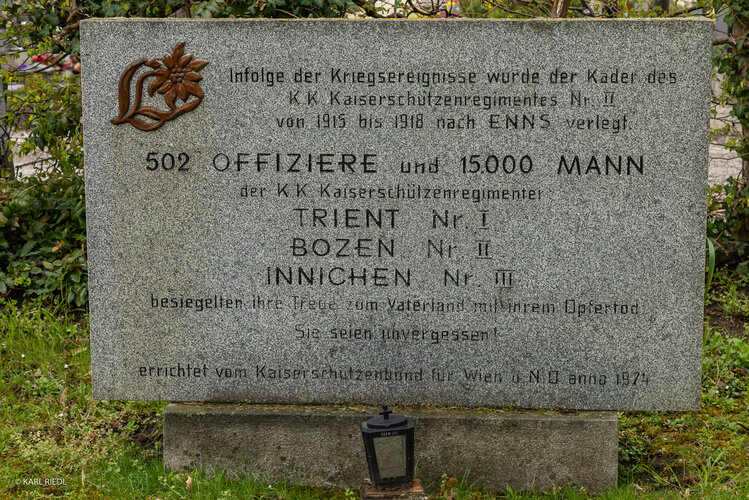 Infolge der Kriegsereignisse wurde der Kader des
K.K. Kaiserschützenregimentes Nr. II
von 1915 bis 1918 nach ENNS verlegt.
502 OFFIZIERE und 15.000 MANN
der K.K. Kaiserschützenregimenter
TRIENT Nr. I
BOZEN Nr. II
INNICHEN Nr. III
besiegelten ihre Treue zum Vaterland mit ihrem Opfertod
Sie seien unvergessen!
errichtet vom Kaiserschützenbund für Wien u. N.Ö. anno 1974
© KARL RIEDL